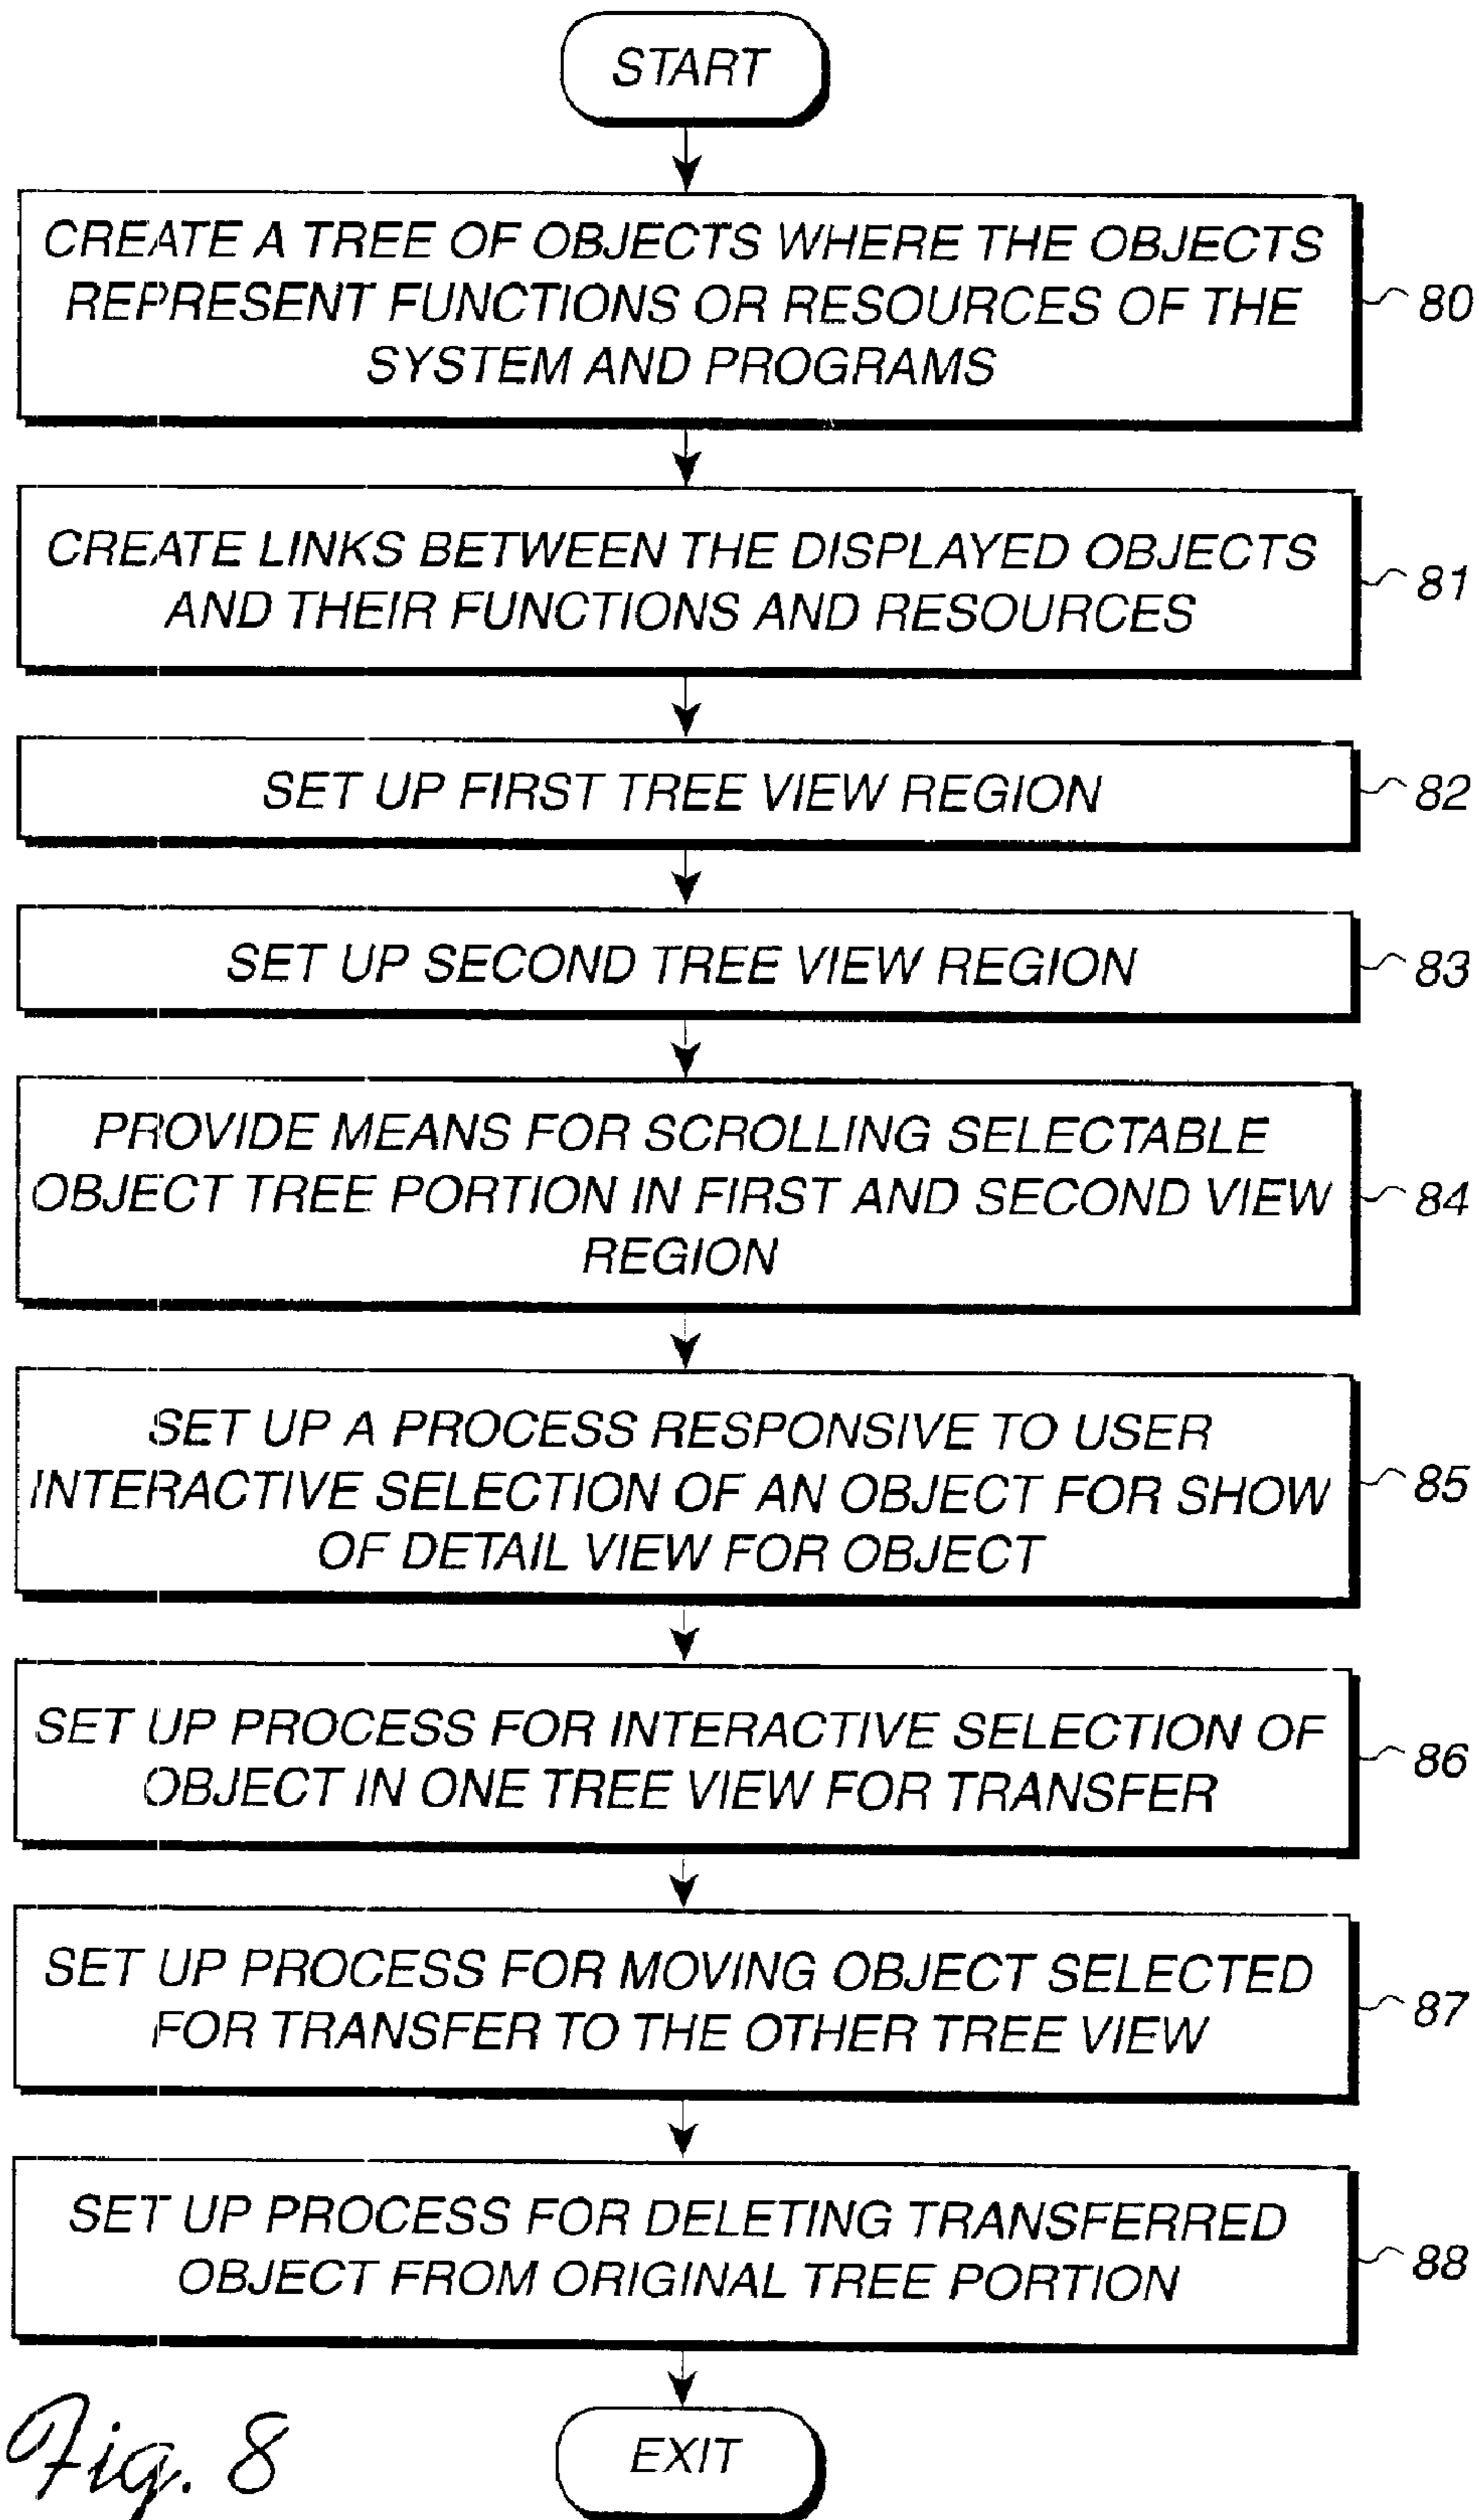 START
CREATE A TREE OF OBJECTS WHERE THE OBJECTS
REPRESENT FUNCTIONS OR RESOURCES OF THE
SYSTEM AND PROGRAMS
80
CREATE LINKS BETWEEN THE DISPLAYED OBJECTS
AND THEIR FUNCTIONS AND RESOURCES
81
SET UP FIRST TREE VIEW REGION
82
SET UP SECOND TREE VIEW REGION
83
PROVIDE MEANS FOR SCROLLING SELECTABLE
OBJECT TREE PORTION IN FIRST AND SECOND VIEW
REGION
84
SET UP A PROCESS RESPONSIVE TO USER
INTERACTIVE SELECTION OF AN OBJECT FOR SHOW
OF DETAIL VIEW FOR OBJECT
85
SET UP PROCESS FOR INTERACTIVE SELECTION OF
OBJECT IN ONE TREE VIEW FOR TRANSFER
86
SET UP PROCESS FOR MOVING OBJECT SELECTED
FOR TRANSFER TO THE OTHER TREE VIEW
87
SET UP PROCESS FOR DELETING TRANSFERRED
OBJECT FROM ORIGINAL TREE PORTION
88
EXIT
Fig. 8